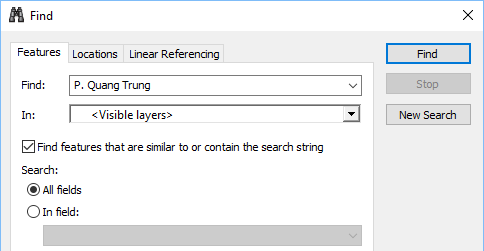 Find
Features
Locations
Linear Referencing
Find
Find:
P. Quang Trung
Stop
In:
<Visible layers>
New Search
Find features that are similar to or contain the search string
Search:
All fields
In field: